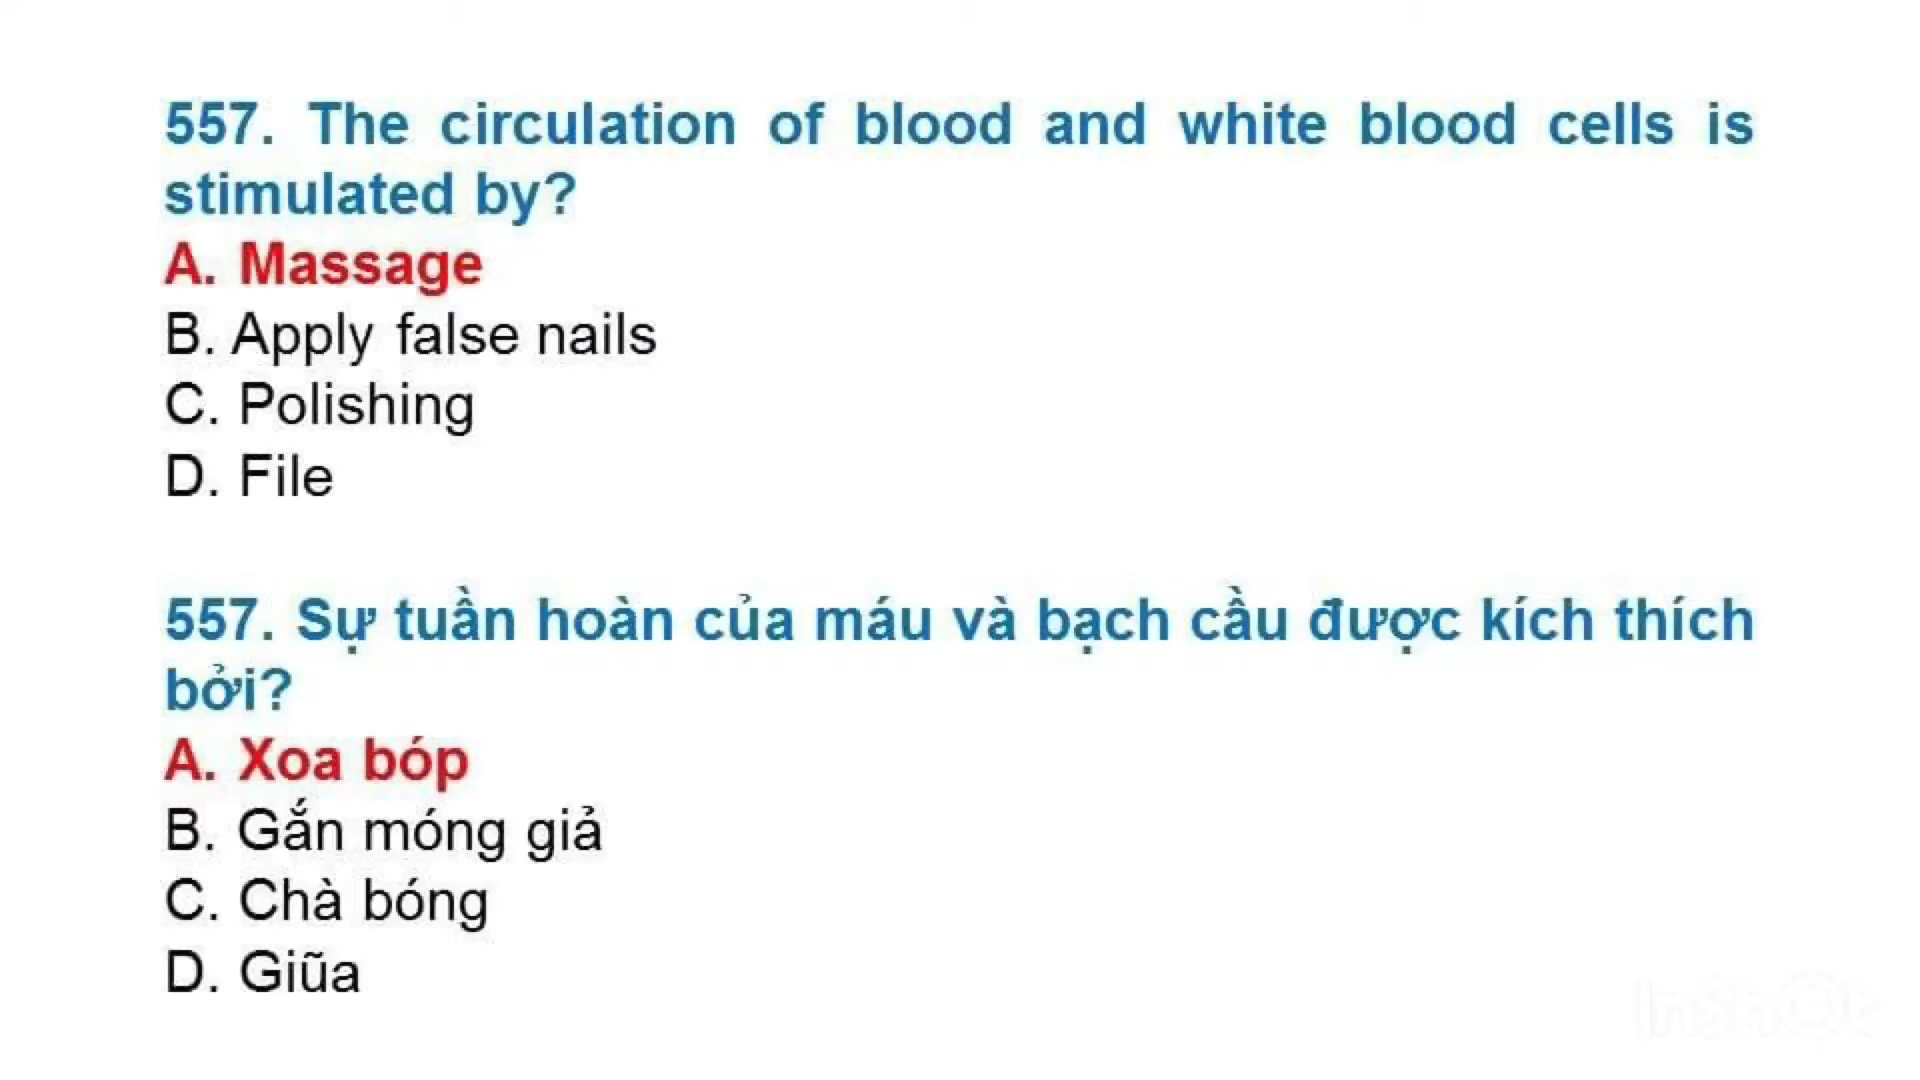 557. The circulation of blood and white blood cells is
stimulated by?
A. Massage
B. Apply false nails
C. Polishing
D. File
557. Sự tuần hoàn của máu và bạch cầu được kích thích
bởi?
A. Xoa bóp
B. Gắn móng giả
C. Chà bóng
D. Giũa
InShOt